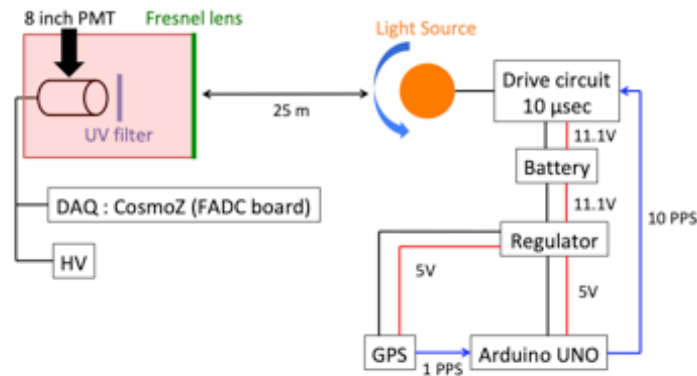 8 inch PMT
Fresnel lens
Light Source
UV filter
25 m
Drive circuit
10 μsec
11.1V
Battery
11.1V
10 PPS
DAQ : CosmoZ (FADC board)
Regulator
HV
5V
5V
GPS
1 PPS
Arduino UNO